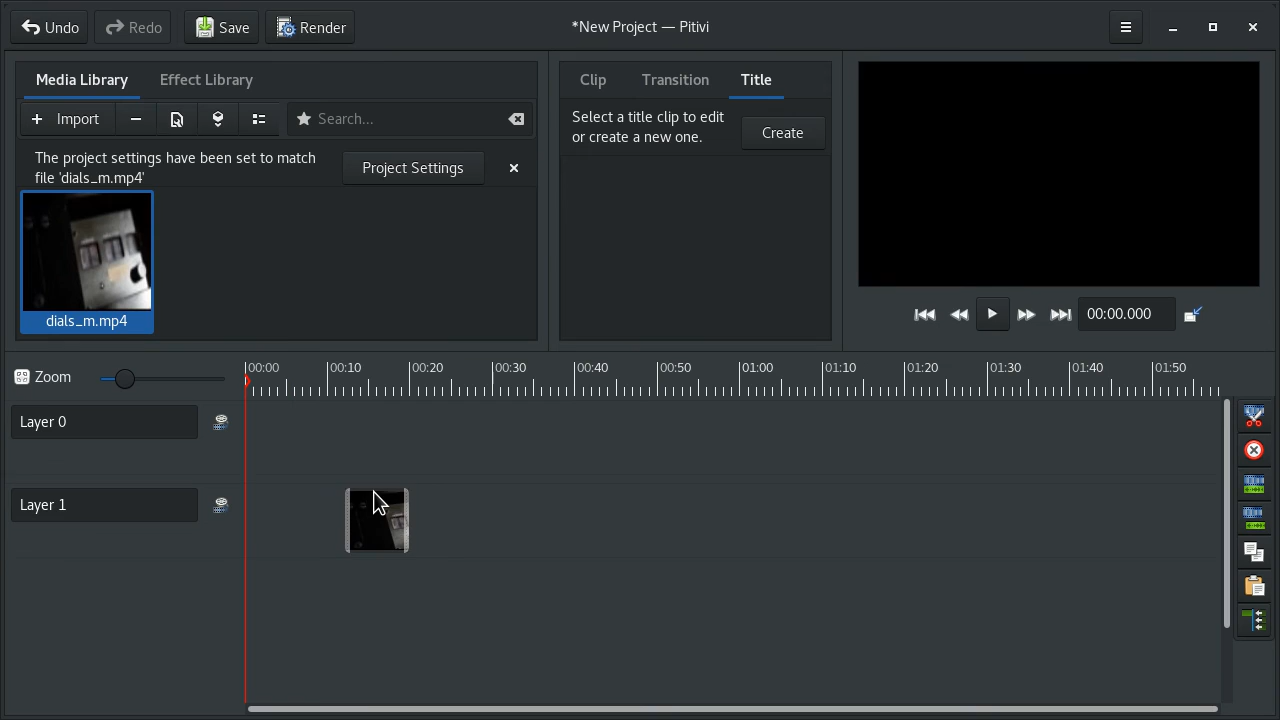 Undo Redo Save Render *New Project — Pitivi
Media Library Effect Library
Import Search...
The project settings have been set to match
file 'dials_m.mp4'
Project Settings
dials_m.mp4
Clip Transition Title
Select a title clip to edit
or create a new one.
Create
00:00.000
Zoom 00:00 00:10 00:20 00:30 00:40 00:50 01:00 01:10 01:20 01:30 01:40 01:50
Layer 0
Layer 1